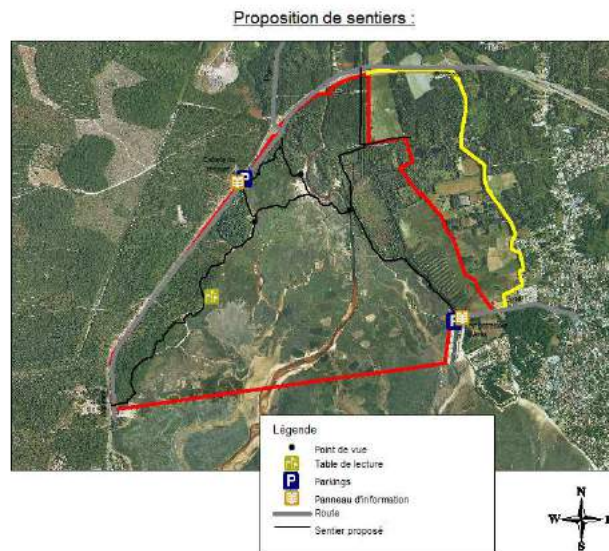 Proposition de sentiers :
P
P
Légende
Point de vue
Table de lecture
P
Parkings
Panneau d'information
Route
Sentier proposé
N
W
E
S